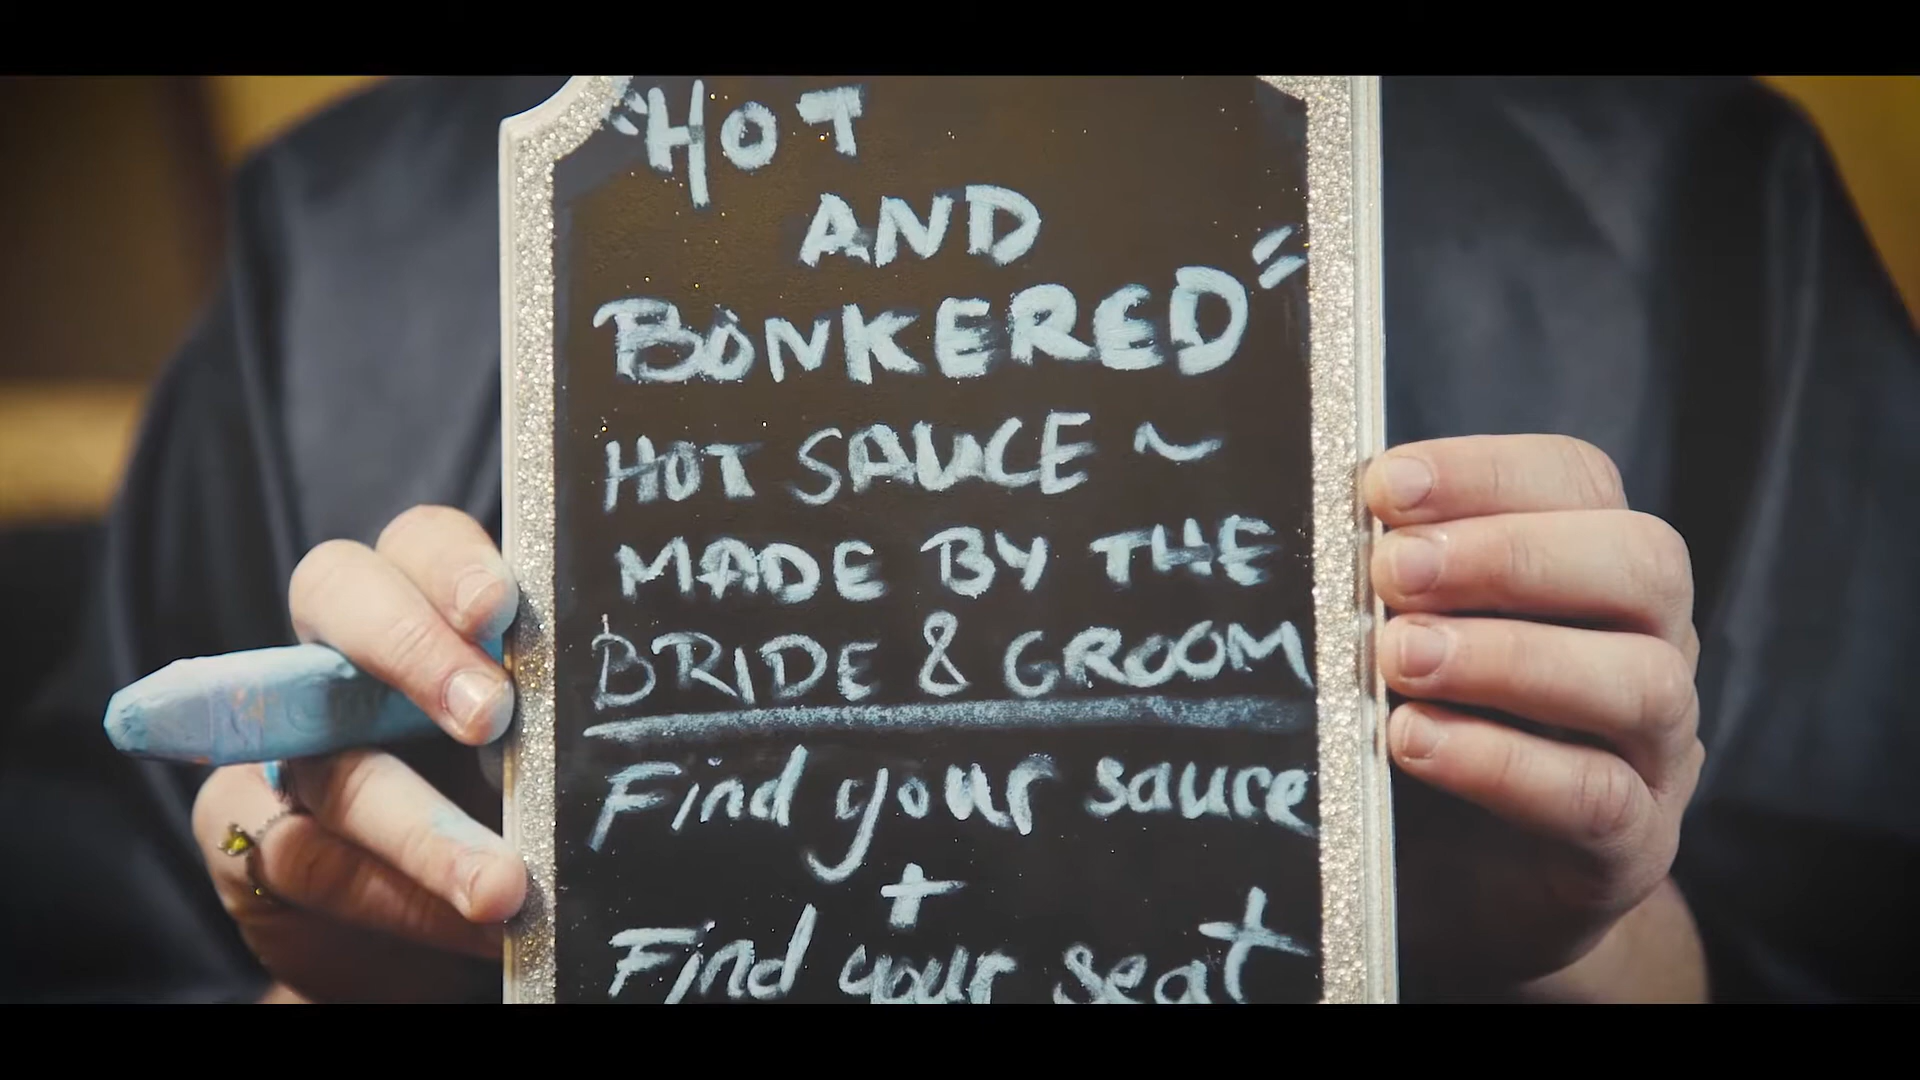 "HOT
AND
BONKERED"
HOT SAUCE ~
MADE BY THE
BRIDE & GROOM
Find your sauce
+
Find your seat